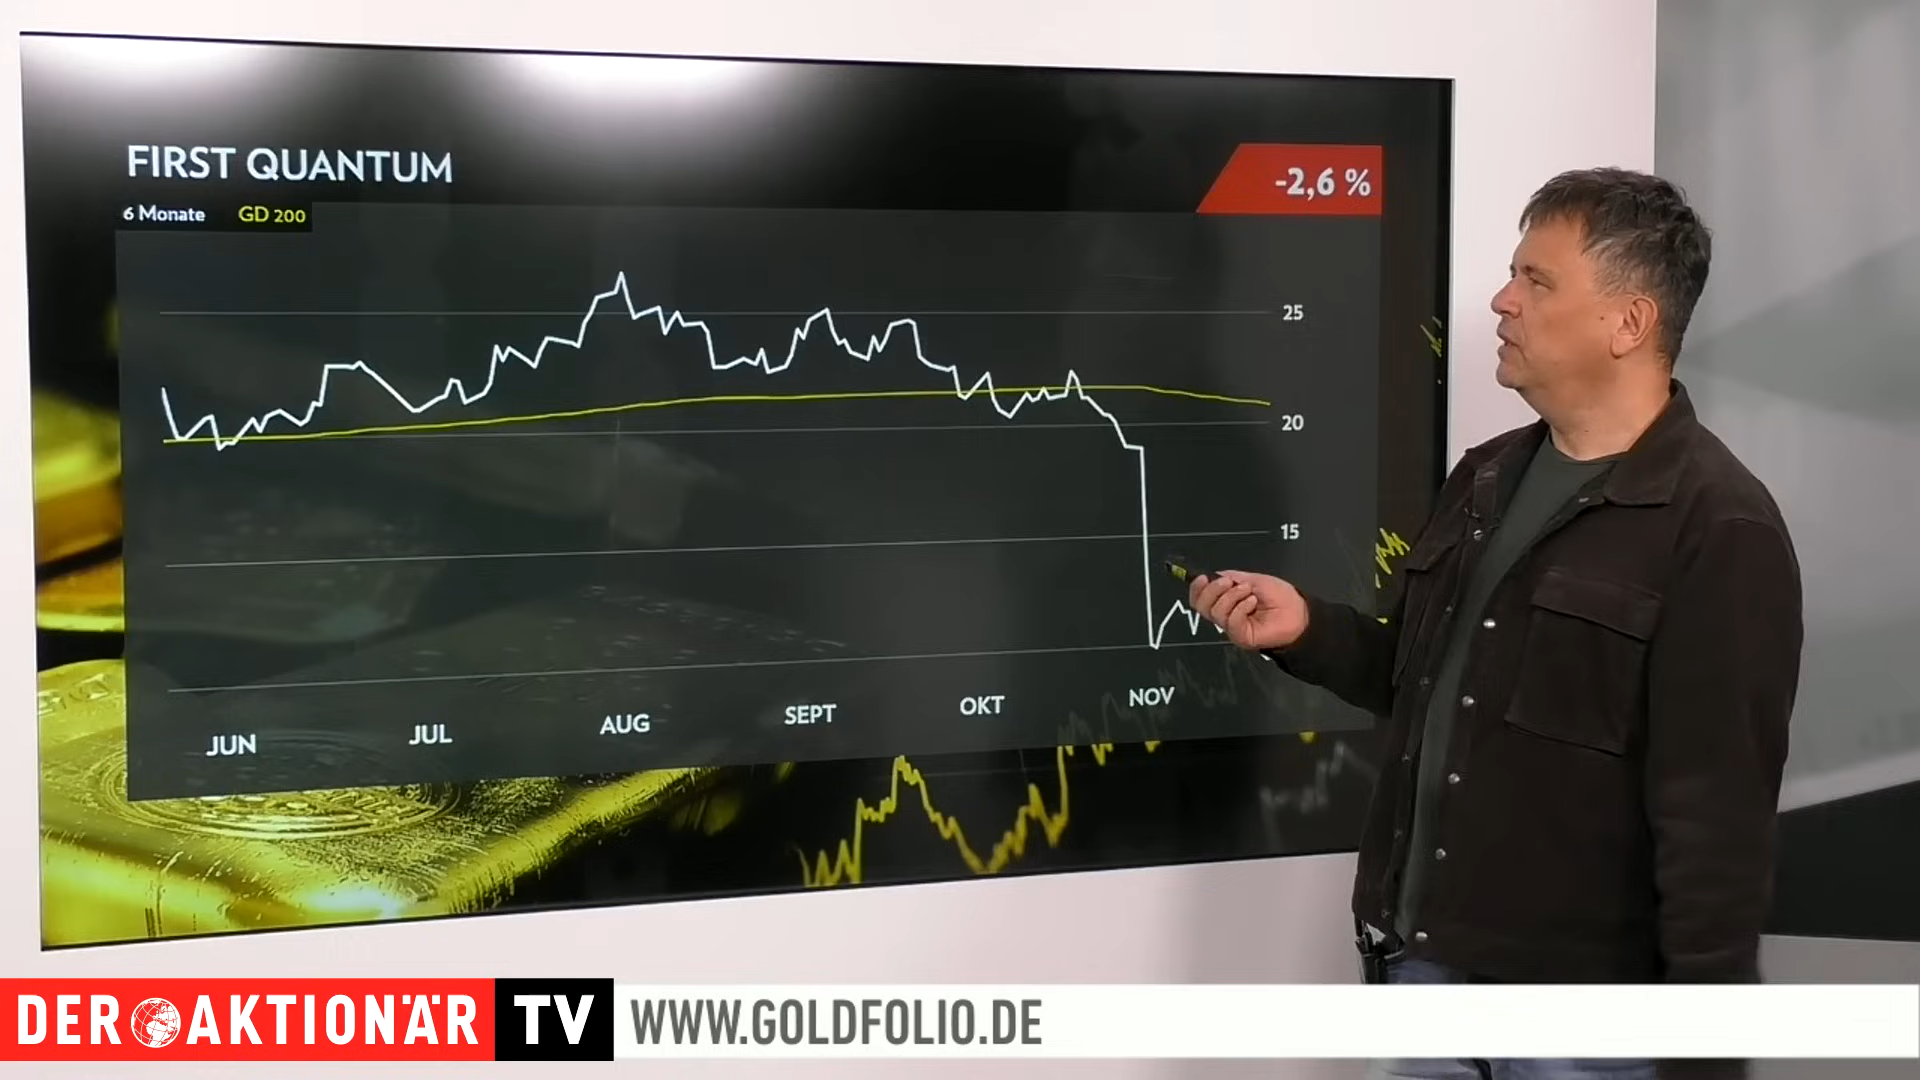 FIRST QUANTUM
-2,6 %
6 Monate GD 200
25
20
15
JUN JUL AUG SEPT OKT NOV
DER AKTIONÄR TV
WWW.GOLDFOLIO.DE